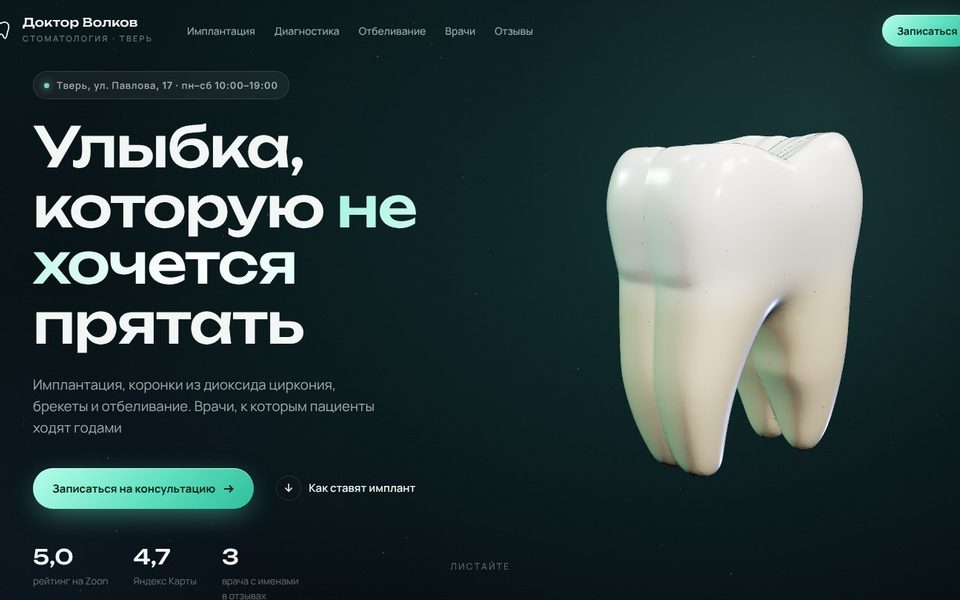 Доктор Волков
СТОМАТОЛОГИЯ · ТВЕРЬ
Имплантация
Диагностика
Отбеливание
Врачи
Отзывы
Записаться
Тверь, ул. Павлова, 17 · пн–сб 10:00–19:00
Улыбка,
которую не
хочется
прятать
Имплантация, коронки из диоксида циркония,
брекеты и отбеливание. Врачи, к которым пациенты
ходят годами
Записаться на консультацию →
↓ Как ставят имплант
5,0
рейтинг на Zoon
4,7
Яндекс Карты
3
врача с именами
в отзывах
ЛИСТАЙТЕ